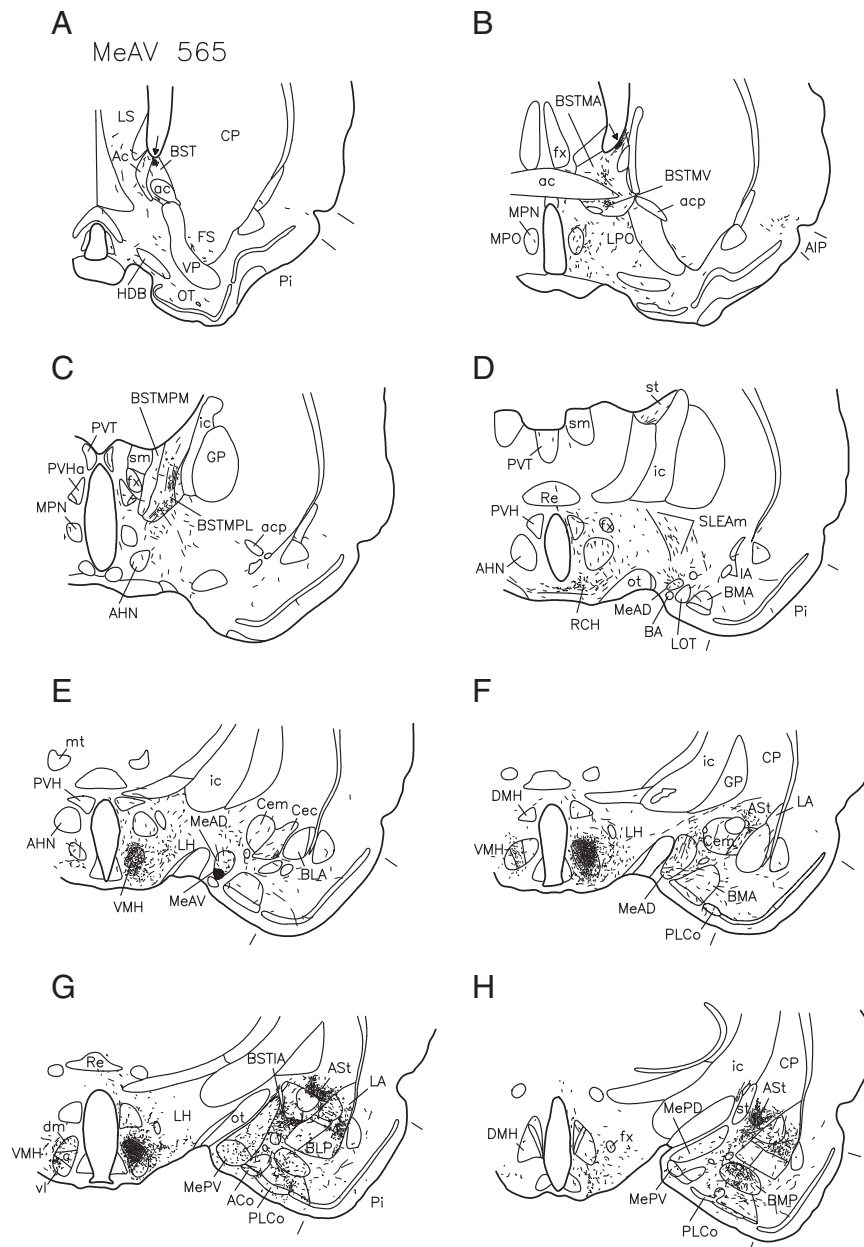 A
MeAV 565
LS
CP
Ac
BST
ac
FS
VP
HDB
OT
Pi
B
BSTMA
fx
ac
BSTMV
acp
MPN
MPO
LPO
AIP
C
BSTMPM
PVT
ic
sm
GP
PVHa
fx
MPN
BSTMPL
acp
AHN
D
st
sm
PVT
ic
Re
PVH
SLEAm
fx
AHN
IA
ot
BMA
MeAD
RCH
BA
Pi
LOT
E
mt
ic
PVH
Cem
Cec
MeAD
AHN
LH
BLA
MeAV
VMH
F
ic
CP
GP
DMH
ASt
LA
LH
Cem
VMH
BMA
MeAD
PLCo
G
Re
BSTIA
ASt
LA
LH
ot
dm
VMH
BLP
vl
MePV
ACo
PLCo
Pi
H
ic
CP
ASt
MePD
st
DMH
fx
MePV
BMP
PLCo